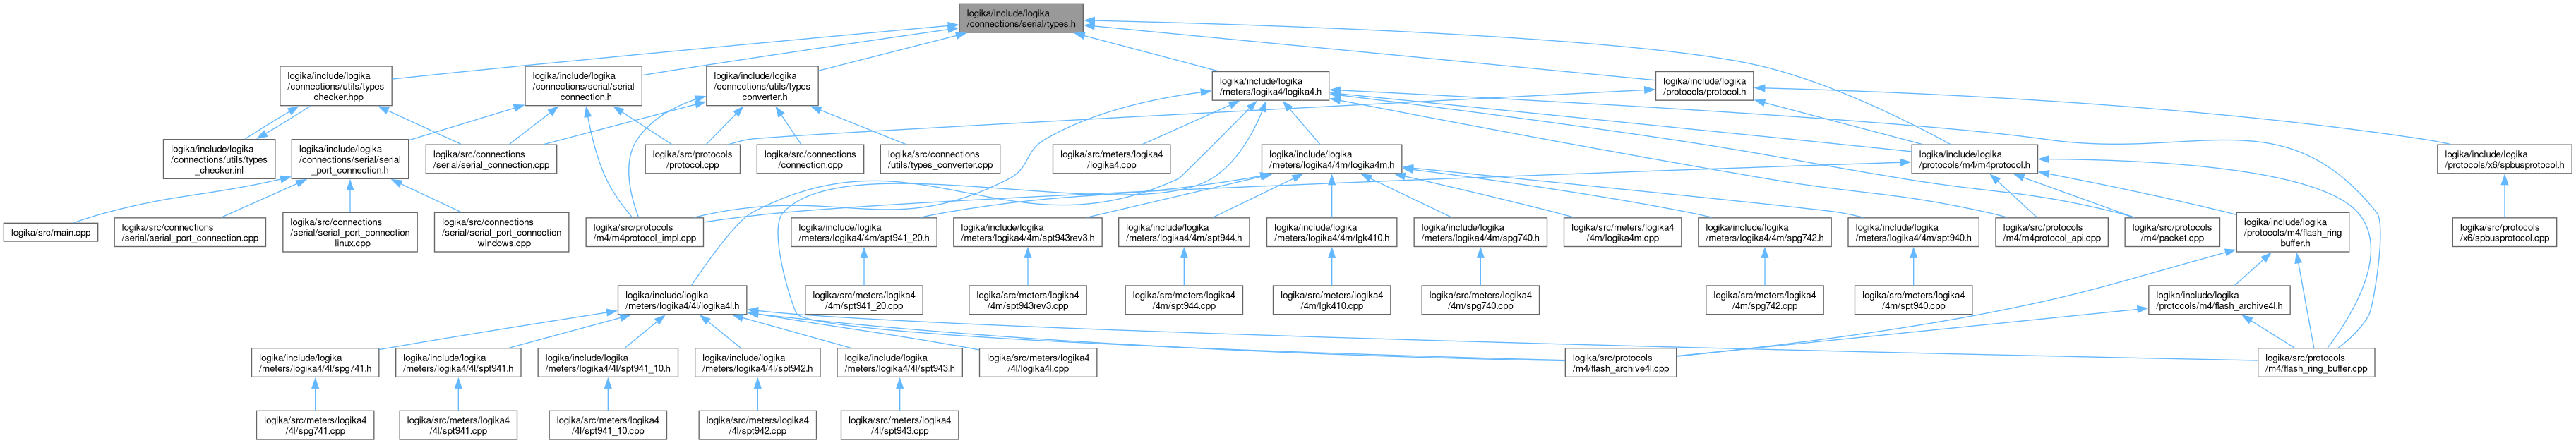 logika/include/logika
/connections/serial/types.h
logika/include/logika
/connections/utils/types
_checker.hpp
logika/include/logika
/connections/serial/serial
_connection.h
logika/include/logika
/connections/utils/types
_converter.h
logika/include/logika
/meters/logika4/logika4.h
logika/include/logika
/protocols/protocol.h
logika/include/logika
/connections/utils/types
_checker.inl
logika/include/logika
/connections/serial/serial
_port_connection.h
logika/src/connections
/serial/serial_connection.cpp
logika/src/protocols
/protocol.cpp
logika/src/connections
/connection.cpp
logika/src/connections
/utils/types_converter.cpp
logika/src/meters/logika4
/logika4.cpp
logika/include/logika
/meters/logika4/4m/logika4m.h
logika/include/logika
/protocols/m4/m4protocol.h
logika/include/logika
/protocols/x6/spbusprotocol.h
logika/src/main.cpp
logika/src/connections
/serial/serial_port_connection.cpp
logika/src/connections
/serial/serial_port_connection
_linux.cpp
logika/src/connections
/serial/serial_port_connection
_windows.cpp
logika/src/protocols
/m4/m4protocol_impl.cpp
logika/include/logika
/meters/logika4/4m/spt941_20.h
logika/include/logika
/meters/logika4/4m/spt943rev3.h
logika/include/logika
/meters/logika4/4m/spt944.h
logika/include/logika
/meters/logika4/4m/lgk410.h
logika/include/logika
/meters/logika4/4m/spg740.h
logika/src/meters/logika4
/4m/logika4m.cpp
logika/include/logika
/meters/logika4/4m/spg742.h
logika/include/logika
/meters/logika4/4m/spt940.h
logika/src/protocols
/m4/m4protocol_api.cpp
logika/src/protocols
/m4/packet.cpp
logika/include/logika
/protocols/m4/flash_ring
_buffer.h
logika/src/protocols
/x6/spbusprotocol.cpp
logika/include/logika
/meters/logika4/4l/logika4l.h
logika/src/meters/logika4
/4m/spt941_20.cpp
logika/src/meters/logika4
/4m/spt943rev3.cpp
logika/src/meters/logika4
/4m/spt944.cpp
logika/src/meters/logika4
/4m/lgk410.cpp
logika/src/meters/logika4
/4m/spg740.cpp
logika/src/meters/logika4
/4m/spg742.cpp
logika/src/meters/logika4
/4m/spt940.cpp
logika/include/logika
/protocols/m4/flash_archive4l.h
logika/include/logika
/meters/logika4/4l/spg741.h
logika/include/logika
/meters/logika4/4l/spt941.h
logika/include/logika
/meters/logika4/4l/spt941_10.h
logika/include/logika
/meters/logika4/4l/spt942.h
logika/include/logika
/meters/logika4/4l/spt943.h
logika/src/meters/logika4
/4l/logika4l.cpp
logika/src/protocols
/m4/flash_archive4l.cpp
logika/src/protocols
/m4/flash_ring_buffer.cpp
logika/src/meters/logika4
/4l/spg741.cpp
logika/src/meters/logika4
/4l/spt941.cpp
logika/src/meters/logika4
/4l/spt941_10.cpp
logika/src/meters/logika4
/4l/spt942.cpp
logika/src/meters/logika4
/4l/spt943.cpp